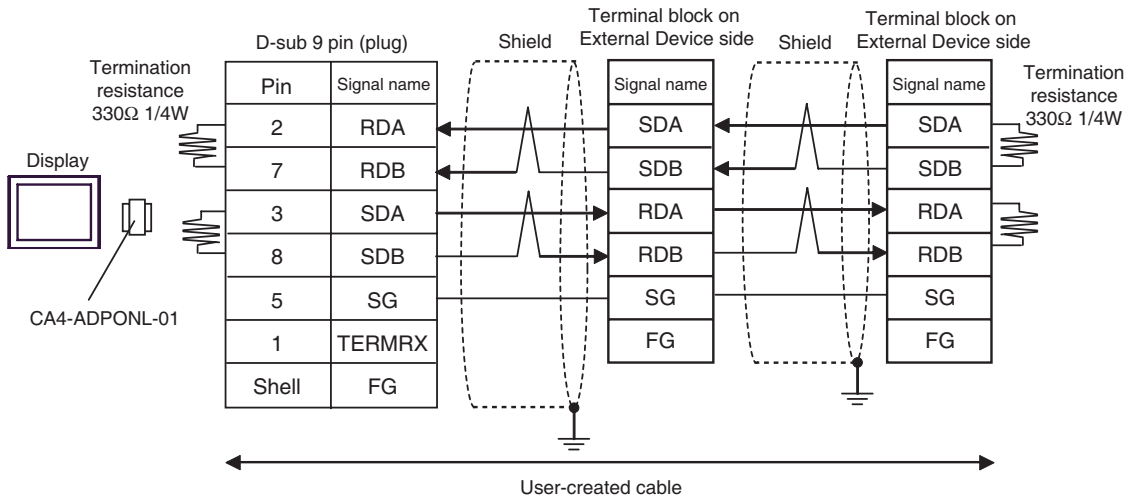 Terminal block on
External Device side
Terminal block on
External Device side
D-sub 9 pin (plug)
Shield
Shield
Termination
resistance
330Ω 1/4W
Termination
resistance
330Ω 1/4W
Display
CA4-ADPONL-01
Pin Signal name
2 RDA
7 RDB
3 SDA
8 SDB
5 SG
1 TERMRX
Shell FG
Signal name
SDA
SDB
RDA
RDB
SG
FG
Signal name
SDA
SDB
RDA
RDB
SG
FG
User-created cable